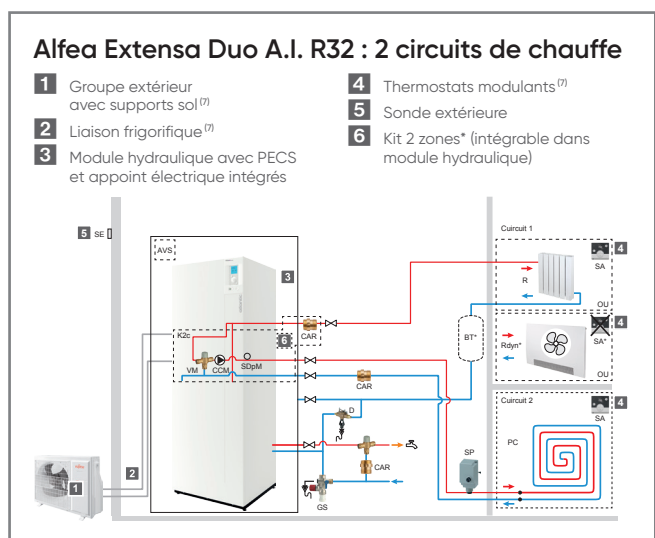 Alfea Extensa Duo A.I. R32 : 2 circuits de chauffe
1 Groupe extérieur
avec supports sol(7)
2 Liaison frigorifique(7)
3 Module hydraulique avec PECS
et appoint électrique intégrés
4 Thermostats modulants(7)
5 Sonde extérieure
6 Kit 2 zones* (intégrable dans
module hydraulique)
5 SE
AVS
3
K2c
6
CAR
VM
CCM
SDpM
CAR
D
CAR
GS
2
1
BT*
SP
Cuircuit 1
4
SA
R
OU
4
Rdyn*
SA*
OU
Cuircuit 2
4
SA
PC